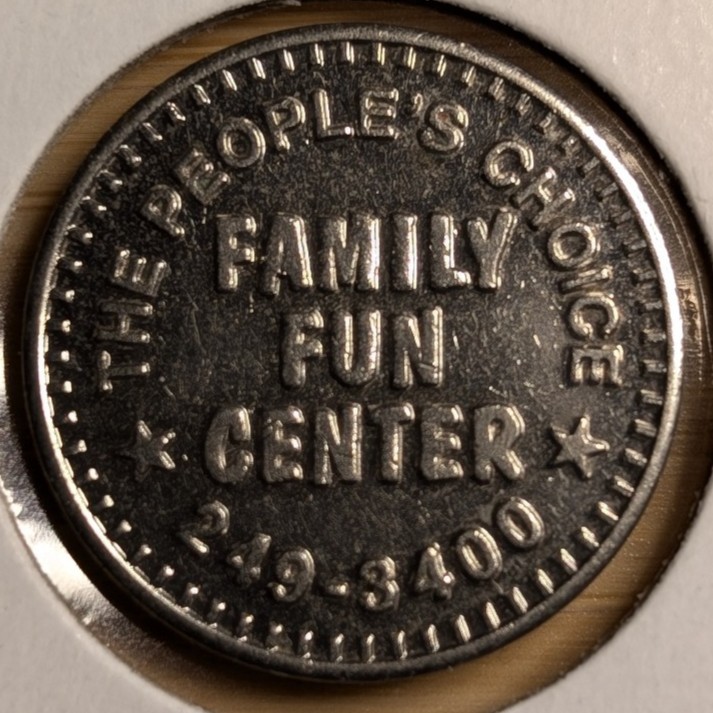 THE PEOPLE'S CHOICE
FAMILY
FUN
CENTER
249-3400